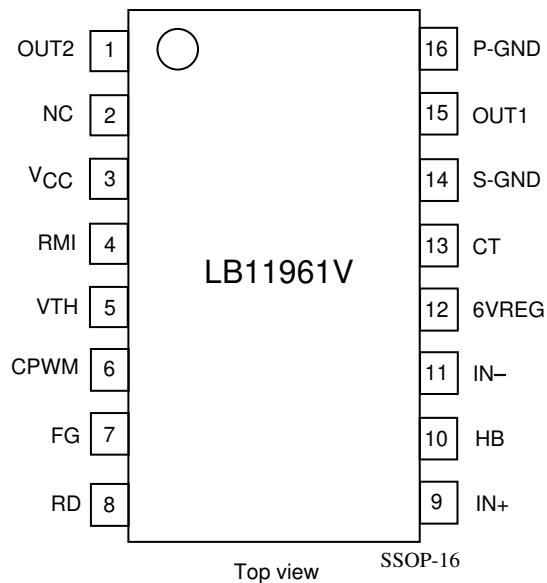 OUT2 1 16 P-GND
NC 2 15 OUT1
VCC 3 14 S-GND
RMI 4 13 CT
LB11961V
VTH 5 12 6VREG
CPWM 6 11 IN–
FG 7 10 HB
RD 8 9 IN+
Top view SSOP-16